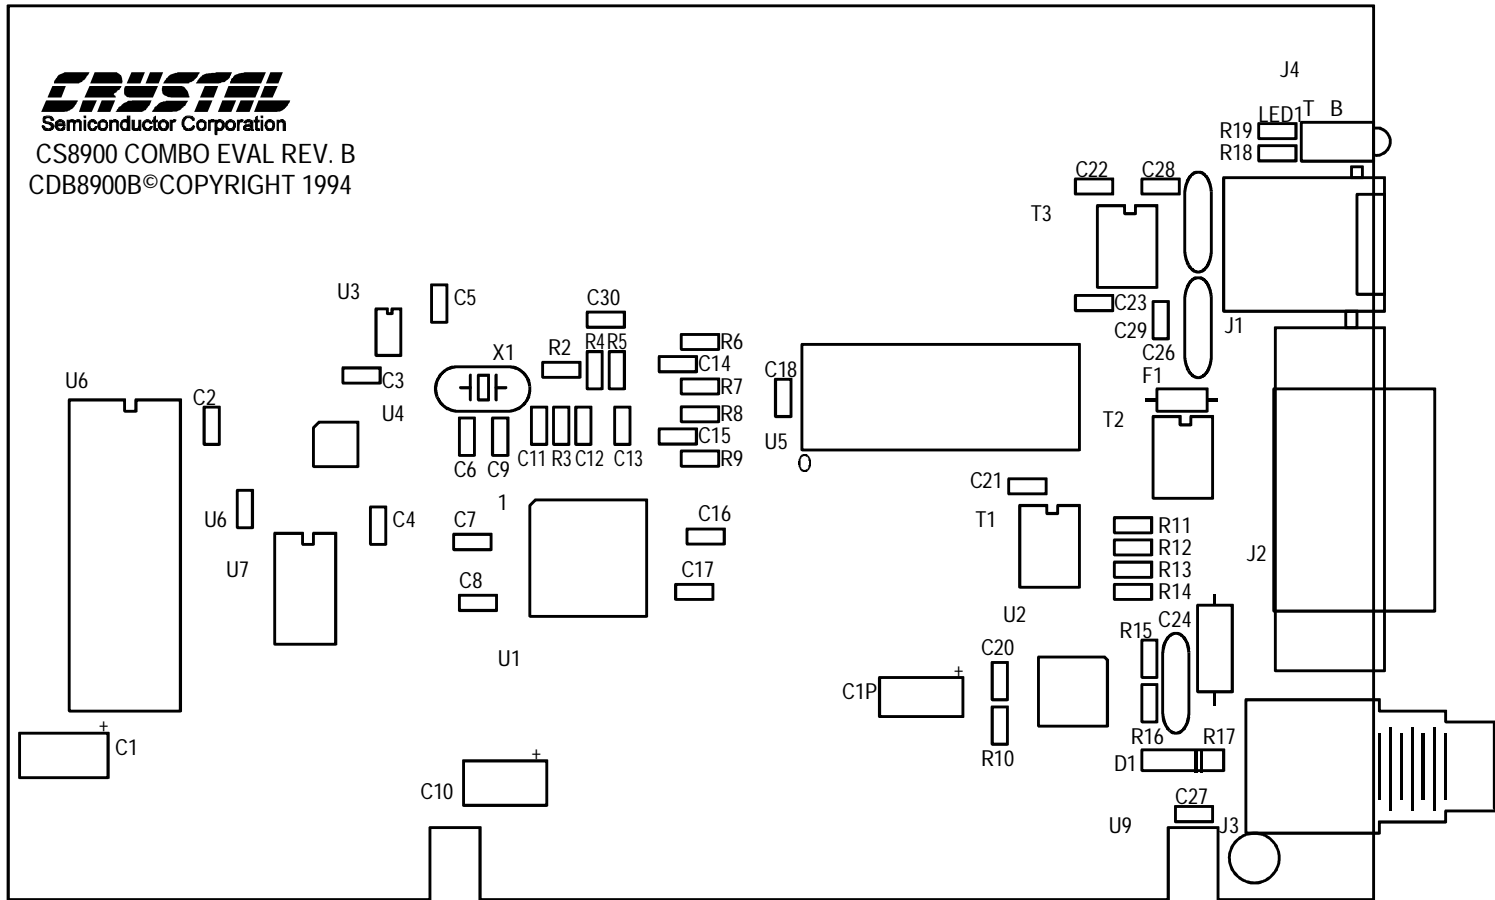 CRYSTAL
Semiconductor Corporation
CS8900 COMBO EVAL REV. B
CDB8900B©COPYRIGHT 1994
J4
LED1 T B
R19
R18
C22
C28
T3
C23
C29
J1
C26
F1
T2
U3
C5
C30
X1
R2
R4 R5
R6
C14
R7
C18
C3
U6
C2
U4
R8
C15
R9
U5
C6
C9
C11
R3
C12
C13
1
C21
T1
U6
C4
C7
C16
R11
R12
R13
R14
J2
U7
C8
C17
U2
C24
R15
C20
U1
C1P
+
+
C1
R16
R17
R10
D1
+
C10
C27
U9
J3